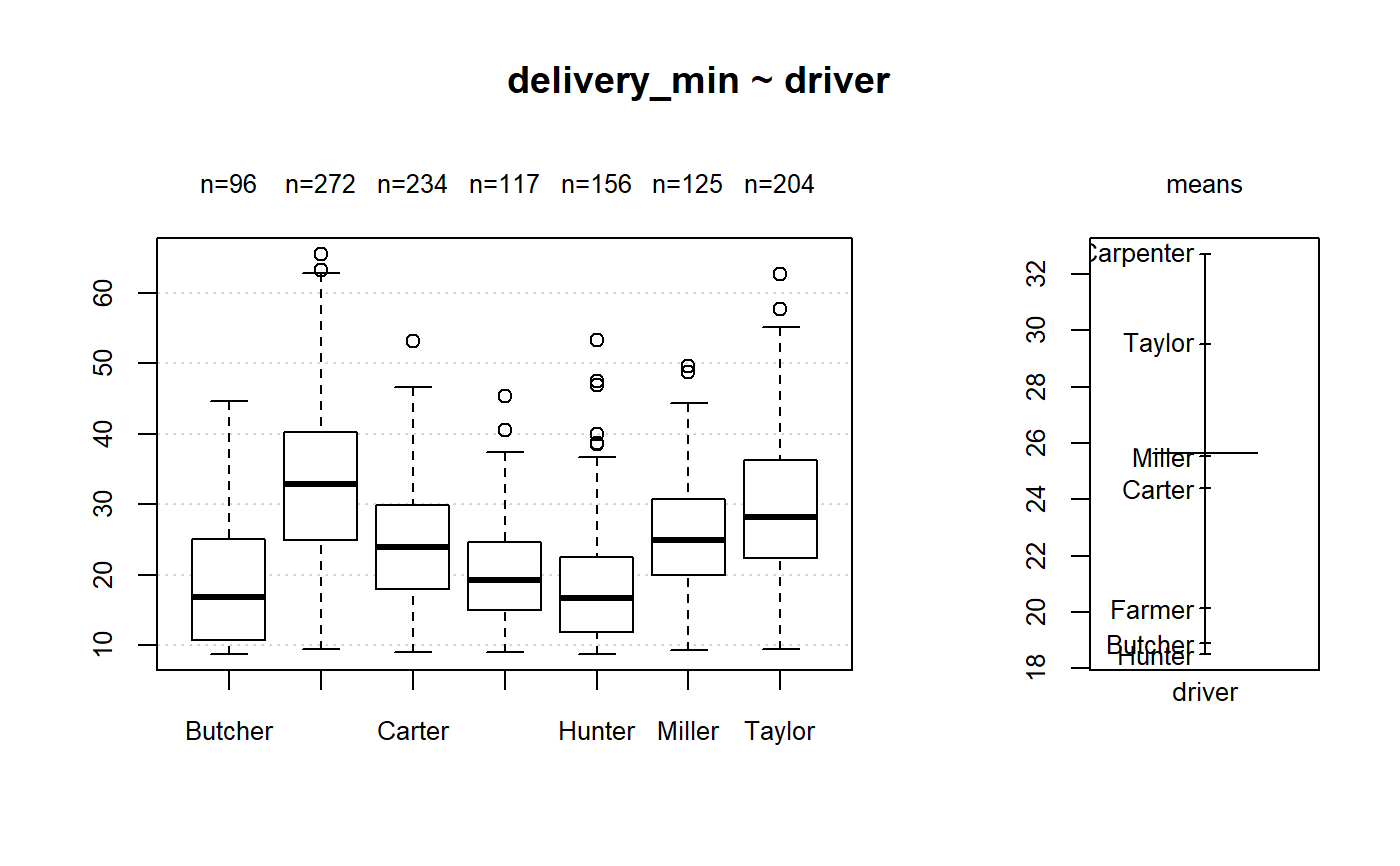 delivery_min ~ driver
n=96 n=272 n=234 n=117 n=156 n=125 n=204
60
50
40
30
20
10
Butcher Carter Hunter Miller Taylor
means
32
30
28
26
24
22
20
18
Carpenter
Taylor
Miller
Carter
Farmer
Butcher
Hunter
driver